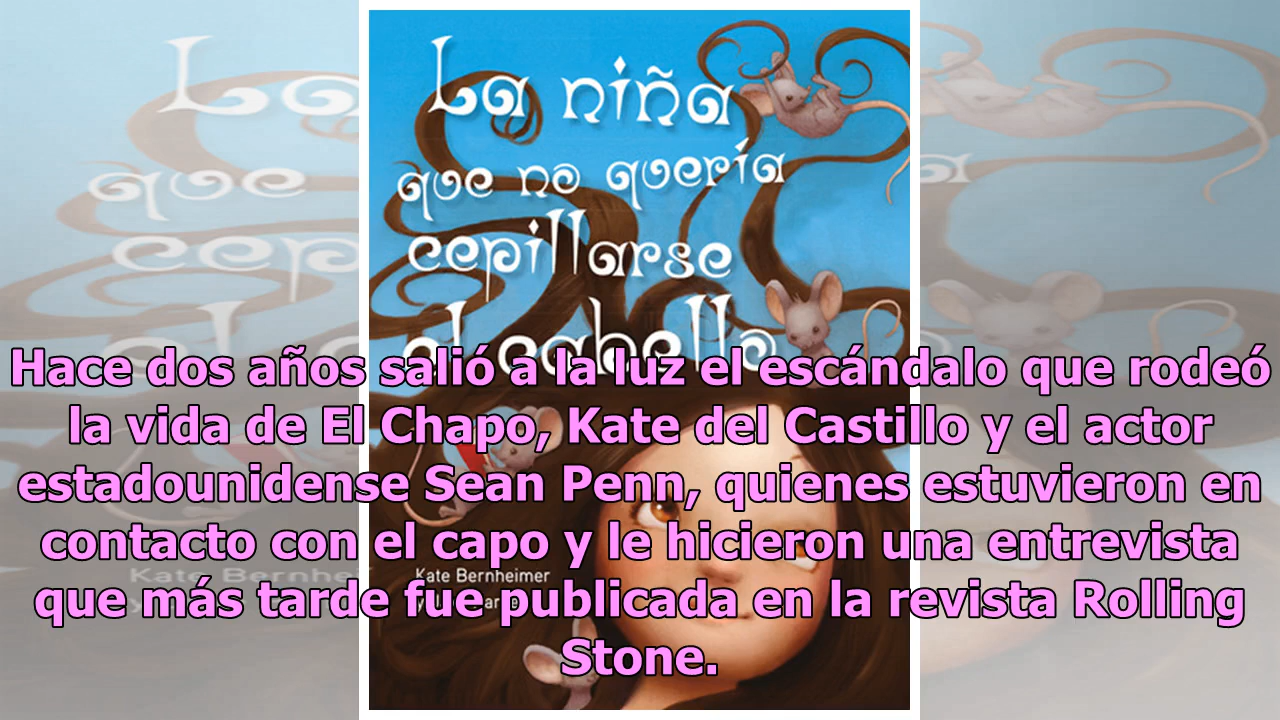 La niña
que no quería
cepillarse
el cabello
Hace dos años salió a la luz el escándalo que rodeó
la vida de El Chapo, Kate del Castillo y el actor
estadounidense Sean Penn, quienes estuvieron en
contacto con el capo y le hicieron una entrevista
Kate Bernheimer
que más tarde fue publicada en la revista Rolling
Stone.